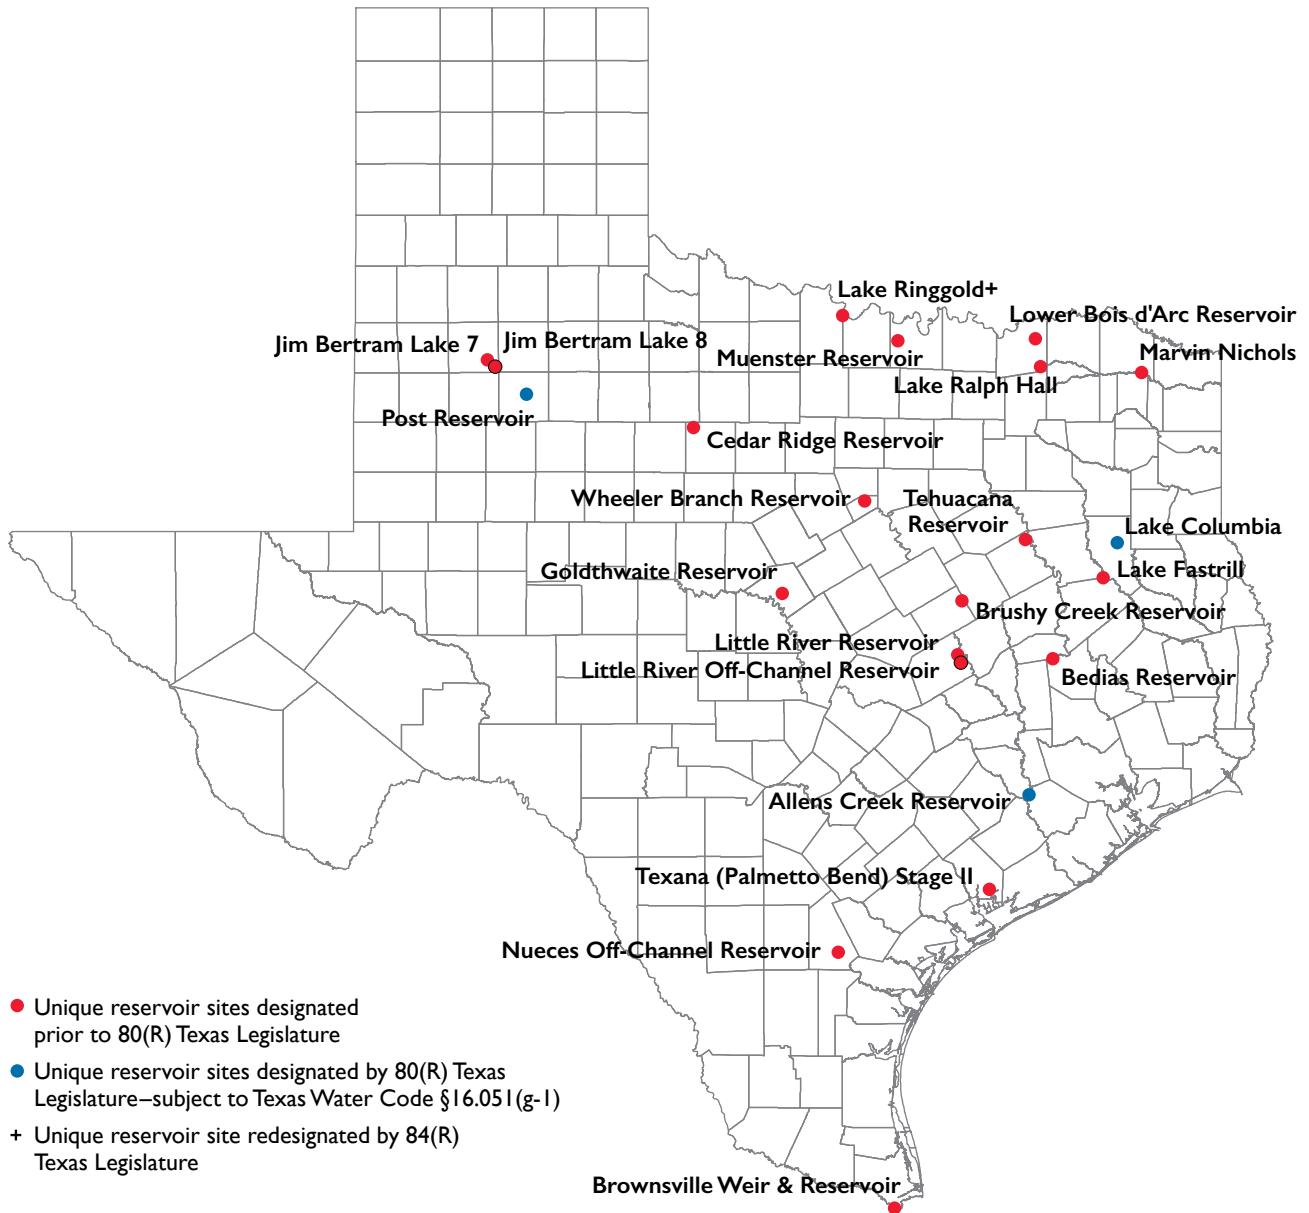 Lake Ringgold+
Lower Bois d'Arc Reservoir
Jim Bertram Lake 7
Jim Bertram Lake 8
Muenster Reservoir
Marvin Nichols
Lake Ralph Hall
Post Reservoir
Cedar Ridge Reservoir
Wheeler Branch Reservoir
Tehuacana
Reservoir
Lake Columbia
Goldthwaite Reservoir
Lake Fastrill
Brushy Creek Reservoir
Little River Reservoir
Little River Off-Channel Reservoir
Bedias Reservoir
Allens Creek Reservoir
Texana (Palmetto Bend) Stage II
Nueces Off-Channel Reservoir
Unique reservoir sites designated
prior to 80(R) Texas Legislature
Unique reservoir sites designated by 80(R) Texas
Legislature–subject to Texas Water Code §16.051(g-1)
+ Unique reservoir site redesignated by 84(R)
Texas Legislature
Brownsville Weir & Reservoir